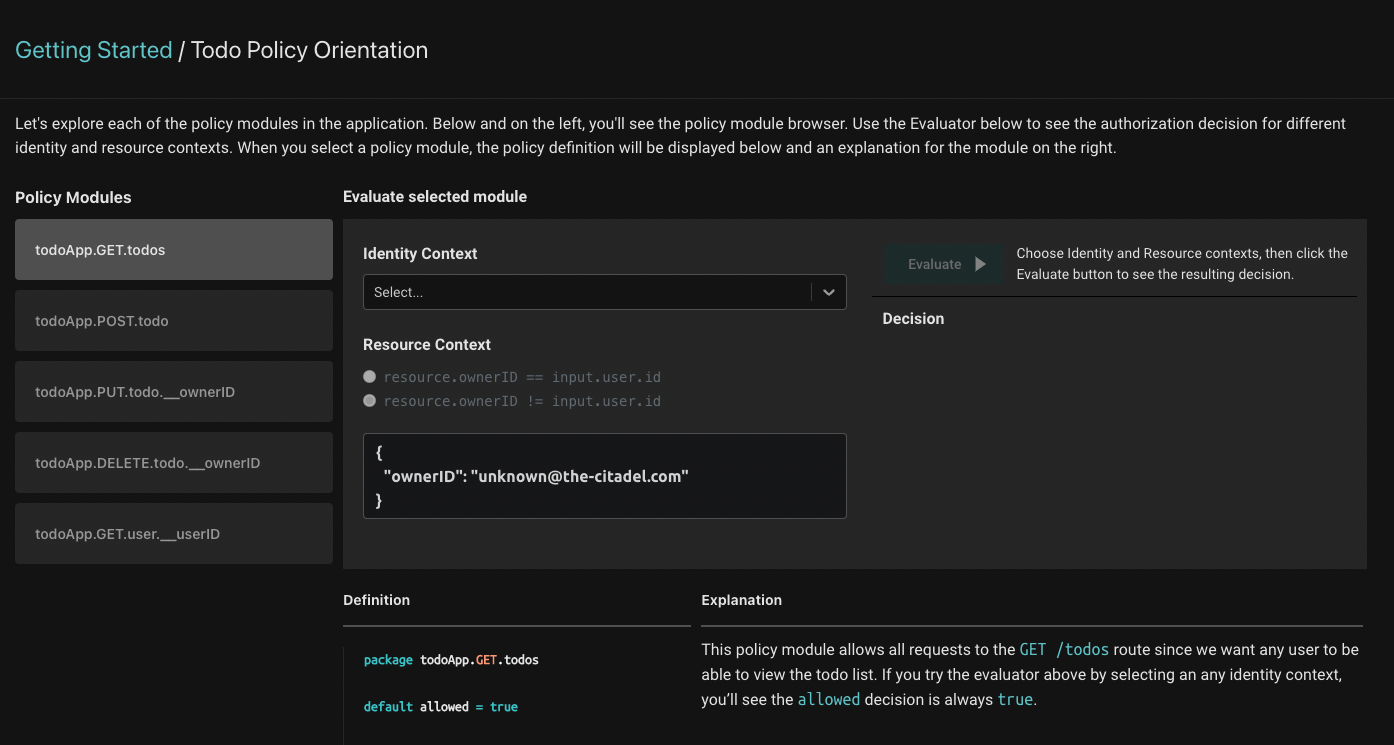 Getting Started / Todo Policy Orientation
Let's explore each of the policy modules in the application. Below and on the left, you'll see the policy module browser. Use the Evaluator below to see the authorization decision for different
identity and resource contexts. When you select a policy module, the policy definition will be displayed below and an explanation for the module on the right.
Policy Modules
todoApp.GET.todos
todoApp.POST.todo
todoApp.PUT.todo.__ownerID
todoApp.DELETE.todo.__ownerID
todoApp.GET.user.__userID
Evaluate selected module
Identity Context
Select...
Resource Context
resource.ownerID == input.user.id
resource.ownerID != input.user.id
{
"ownerID": "unknown@the-citadel.com"
}
Evaluate
Choose Identity and Resource contexts, then click the
Evaluate button to see the resulting decision.
Decision
Definition
package todoApp.GET.todos
default allowed = true
Explanation
This policy module allows all requests to the GET /todos route since we want any user to be
able to view the todo list. If you try the evaluator above by selecting an any identity context,
you’ll see the allowed decision is always true.